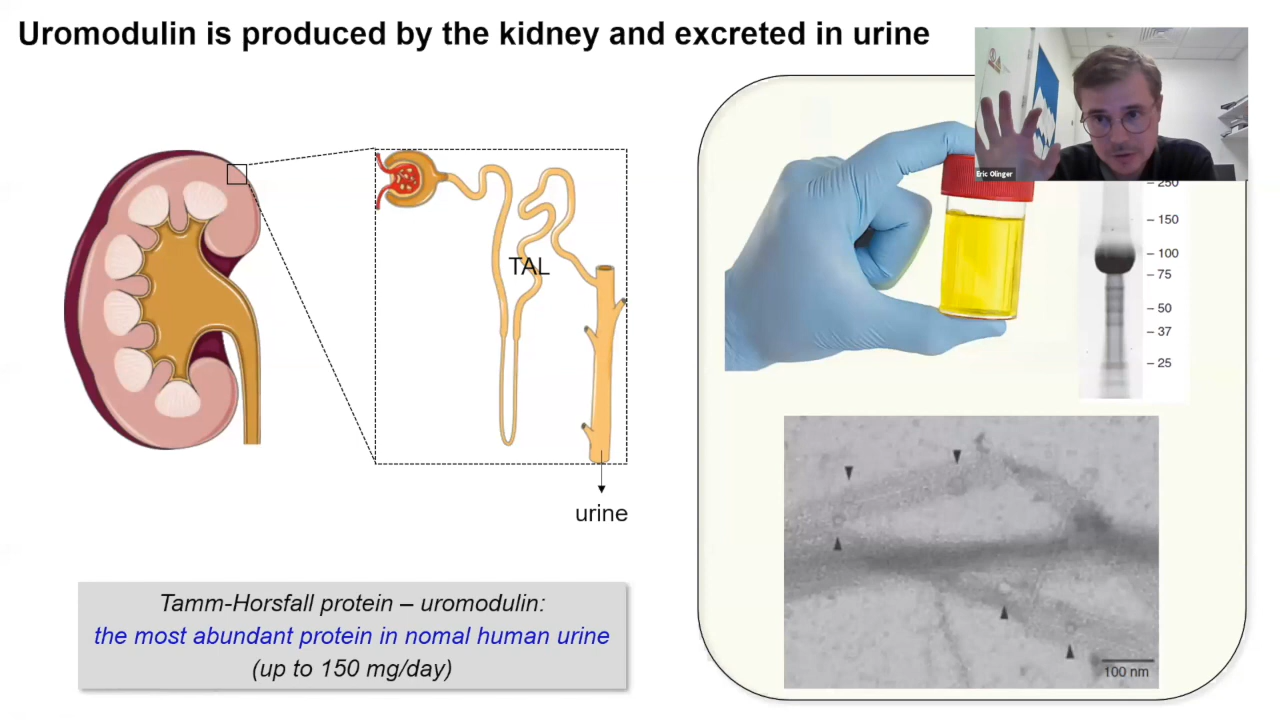 Uromodulin is produced by the kidney and excreted in urine
Eric Olinger
TAL
urine
250
150
100
75
50
37
25
100 nm
Tamm-Horsfall protein – uromodulin:
the most abundant protein in nomal human urine
(up to 150 mg/day)